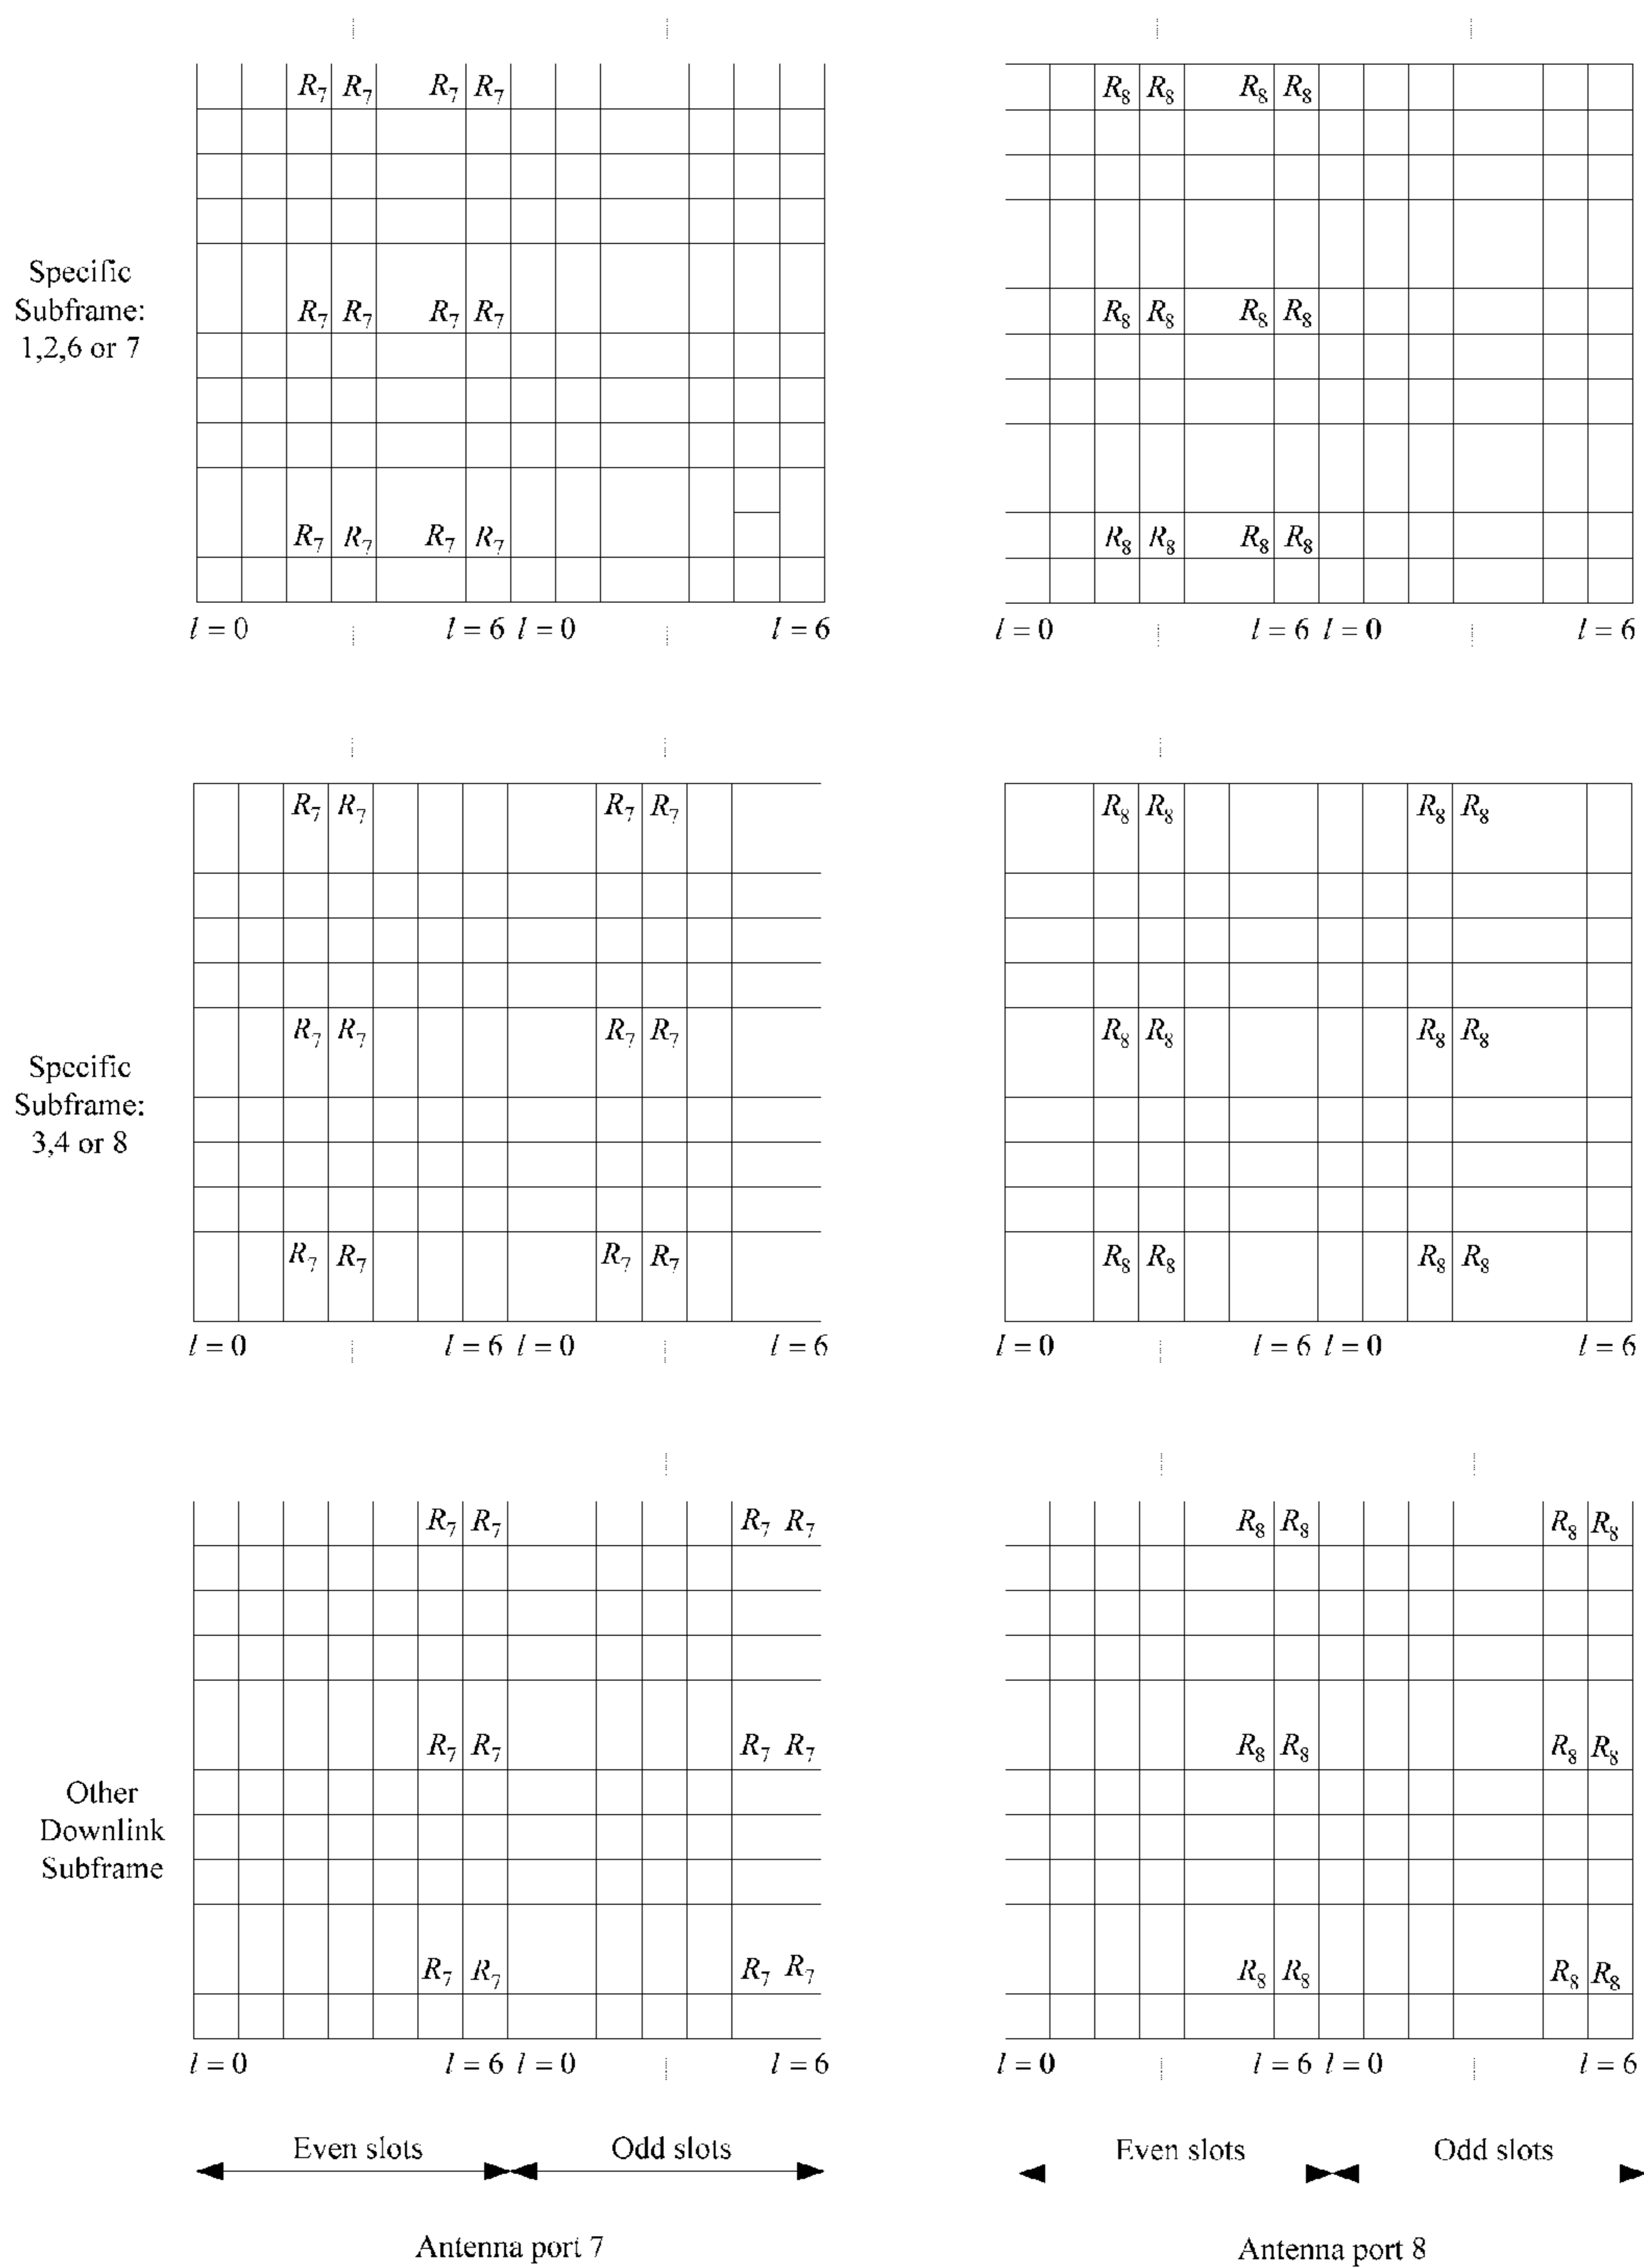 R7 R7 R7 R7 R8 R8 R8 R8
Specific
Subframe:
1,2,6 or 7
R7 R7 R7 R7 R8 R8 R8 R8
R7 R7 R7 R7 R8 R8 R8 R8
l = 0 l = 6 l = 0 l = 6 l = 0 l = 6 l = 0 l = 6
R7 R7 R7 R7 R8 R8 R8 R8
R7 R7 R7 R7 R8 R8 R8 R8
Specific
Subframe:
3,4 or 8
R7 R7 R7 R7 R8 R8 R8 R8
l = 0 l = 6 l = 0 l = 6 l = 0 l = 6 l = 0 l = 6
R7 R7 R7 R7 R8 R8 R8 R8
R7 R7 R7 R7 R8 R8 R8 R8
Other
Downlink
Subframe
R7 R7 R7 R7 R8 R8 R8 R8
l = 0 l = 6 l = 0 l = 6 l = 0 l = 6 l = 0 l = 6
Even slots Odd slots Even slots Odd slots
Antenna port 7 Antenna port 8